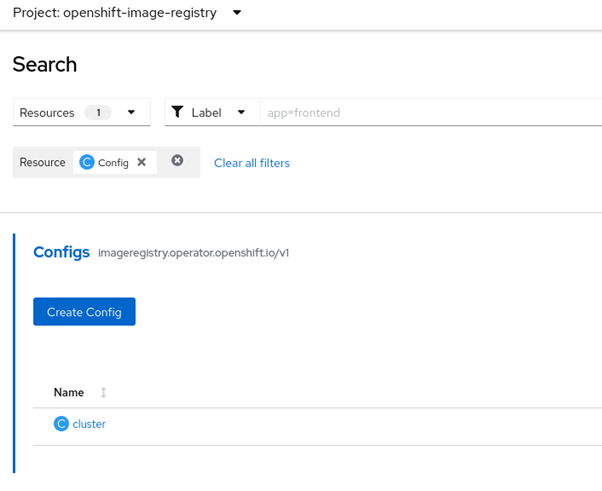 Project: openshift-image-registry
Search
Resources 1 Label app=frontend
Resource C Config Clear all filters
Configs imageregistry.operator.openshift.io/v1
Create Config
Name
C cluster